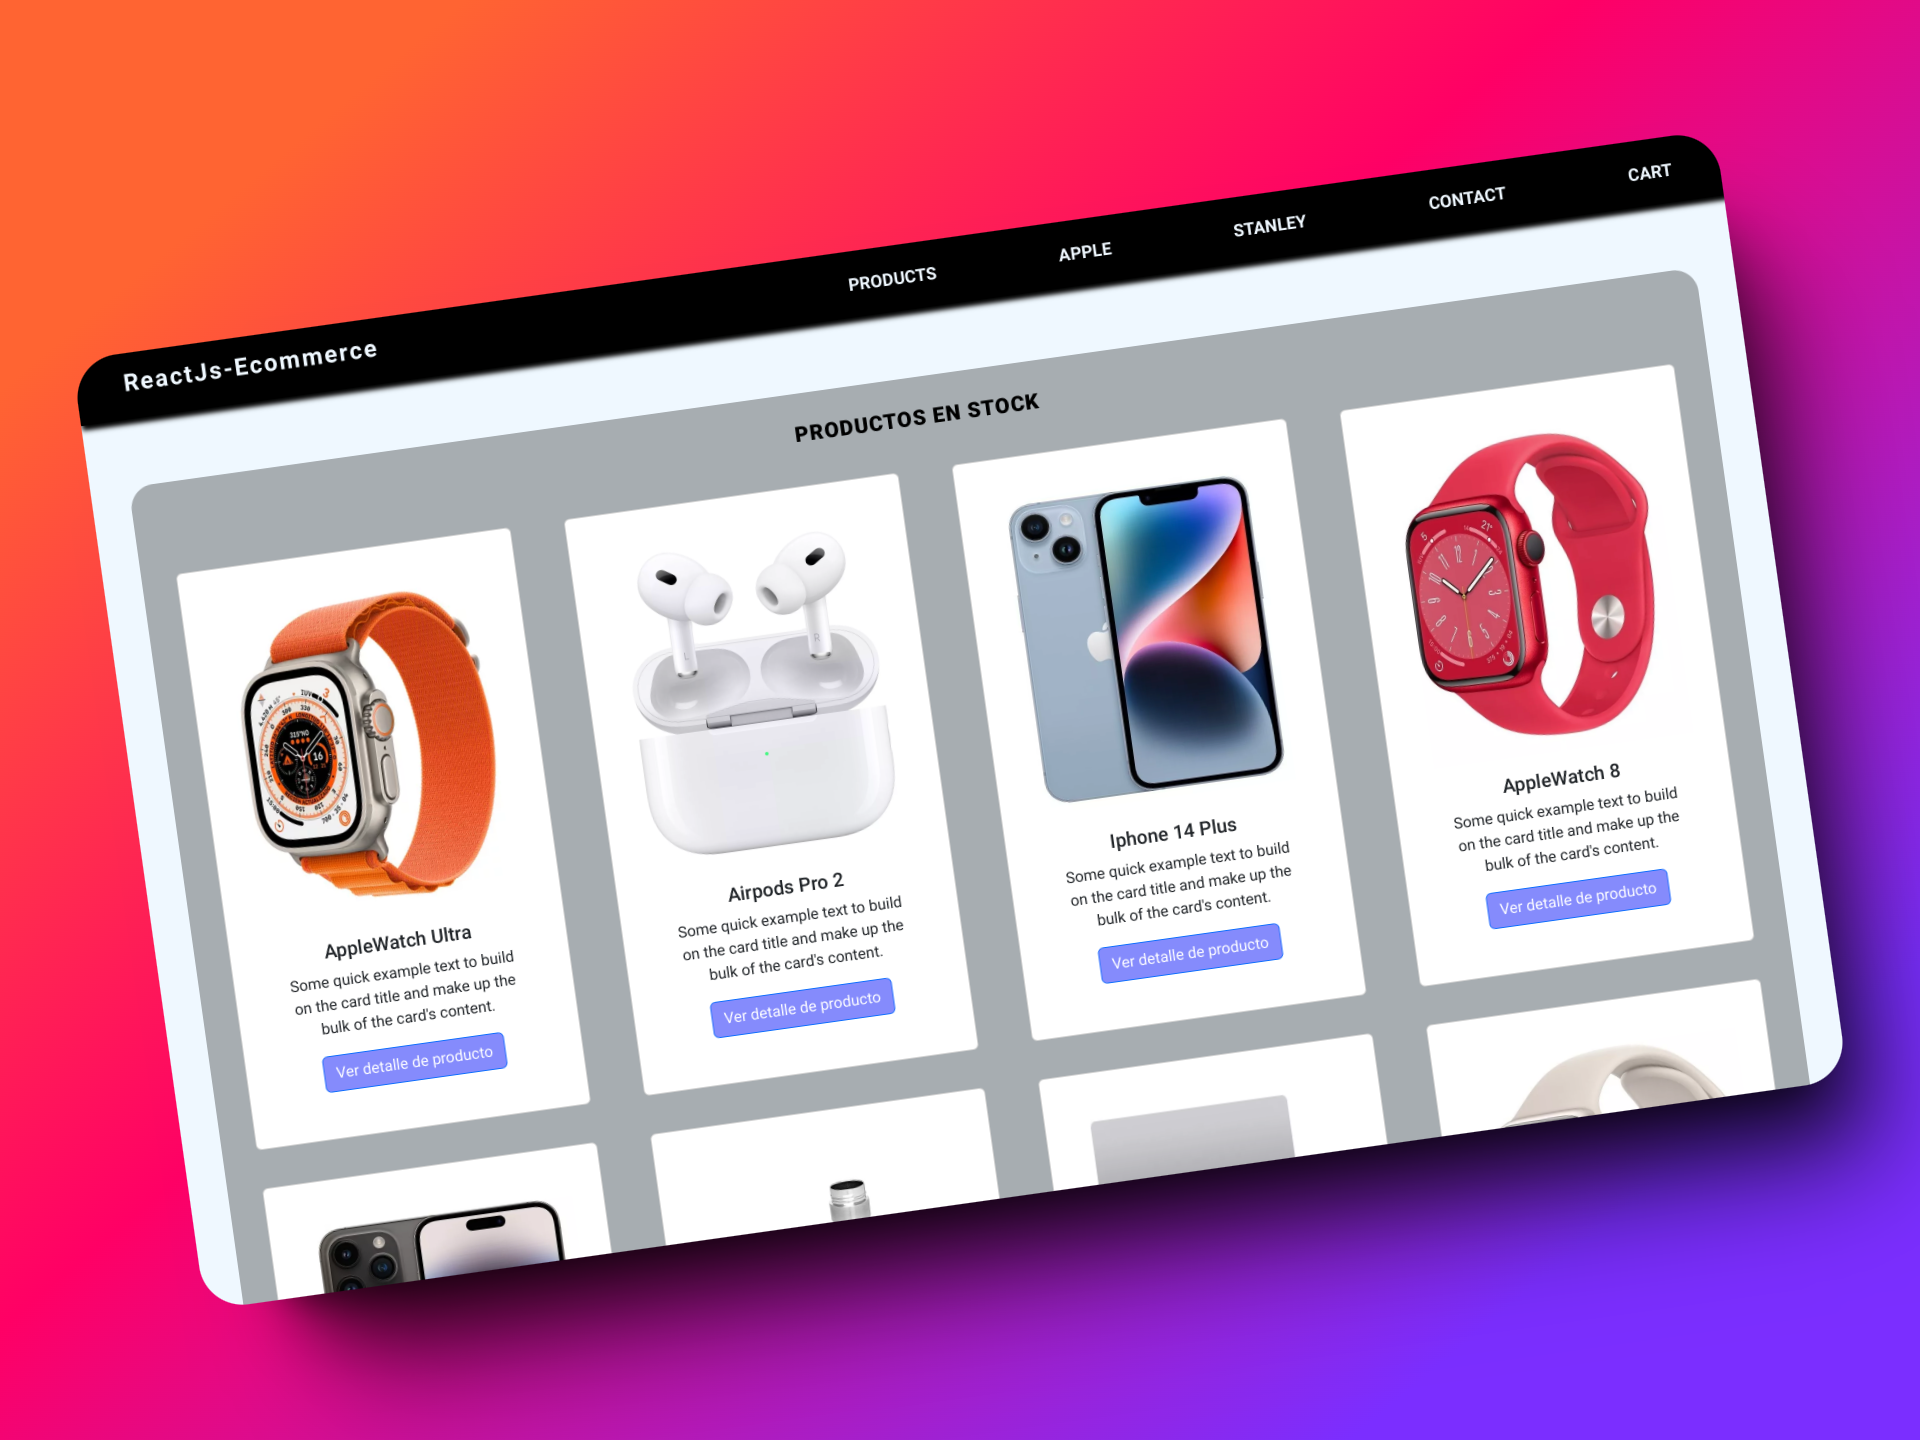 ReactJs-Ecommerce
PRODUCTS
APPLE
STANLEY
CONTACT
CART
PRODUCTOS EN STOCK
AppleWatch Ultra
Some quick example text to build
on the card title and make up the
bulk of the card's content.
Ver detalle de producto
Airpods Pro 2
Some quick example text to build
on the card title and make up the
bulk of the card's content.
Ver detalle de producto
Iphone 14 Plus
Some quick example text to build
on the card title and make up the
bulk of the card's content.
Ver detalle de producto
AppleWatch 8
Some quick example text to build
on the card title and make up the
bulk of the card's content.
Ver detalle de producto
L
R